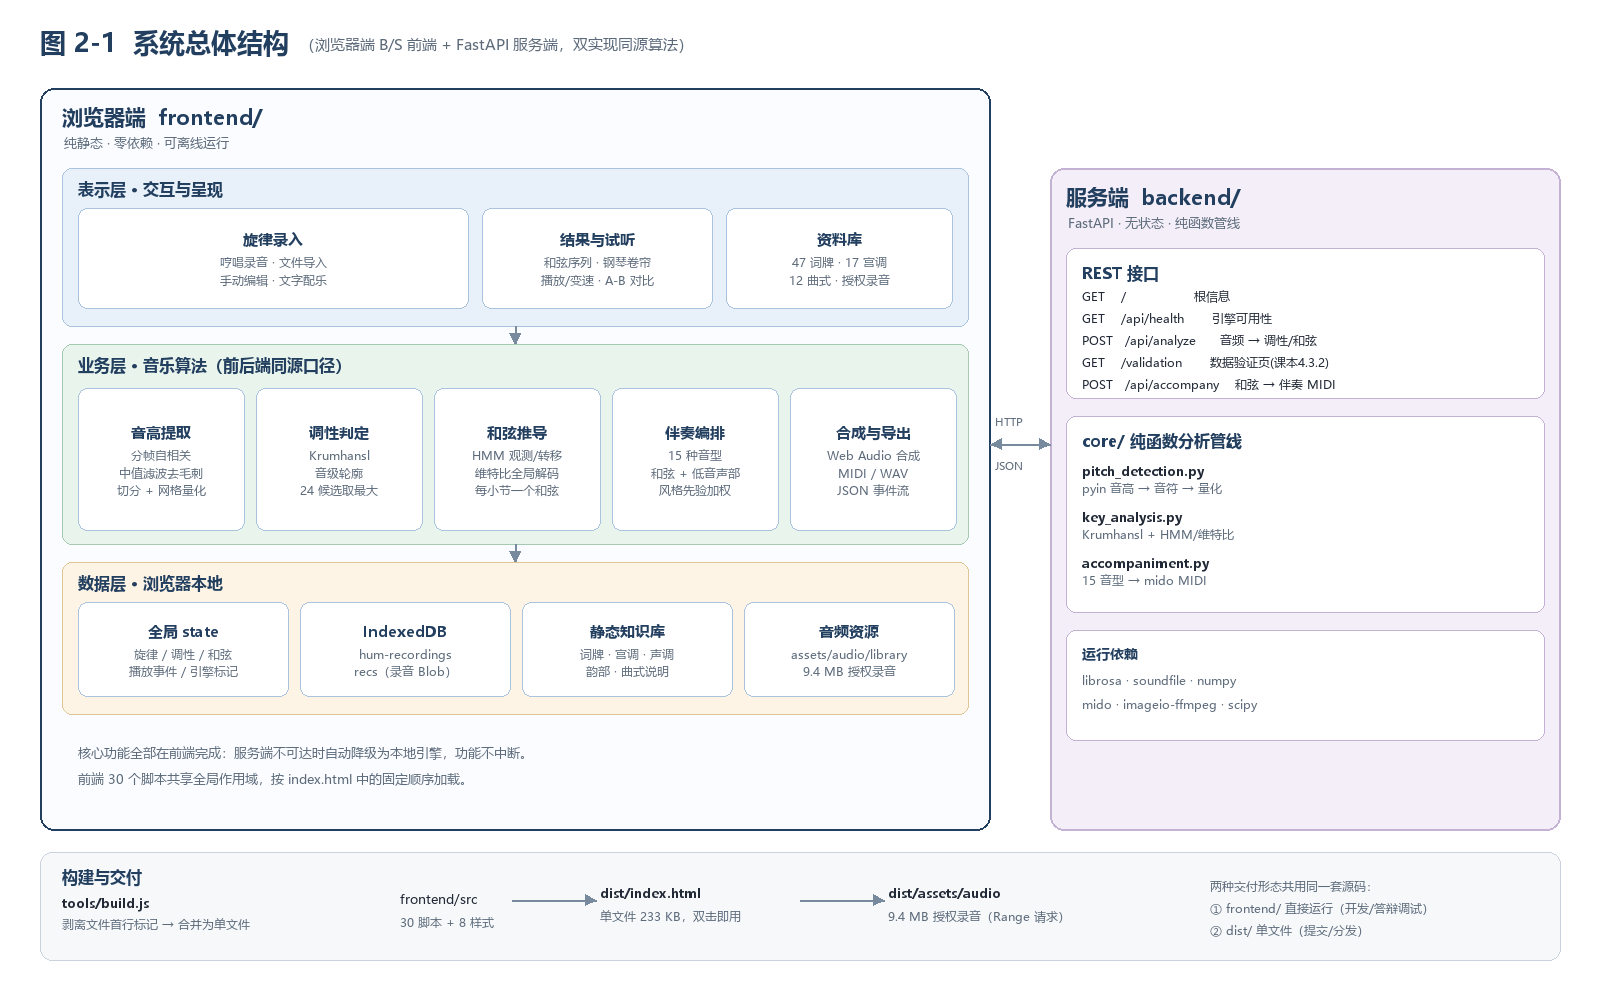 图 2-1 系统总体结构 （浏览器端 B/S 前端 + FastAPI 服务端，双实现同源算法）
浏览器端 frontend/
纯静态 · 零依赖 · 可离线运行
表示层 • 交互与呈现
旋律录入
哼唱录音 · 文件导入
手动编辑 · 文字配乐
结果与试听
和弦序列 · 钢琴卷帘
播放/变速 · A-B 对比
资料库
47 词牌 · 17 宫调
12 曲式 · 授权录音
业务层 • 音乐算法（前后端同源口径）
音高提取
分帧自相关
中值滤波去毛刺
切分 + 网格量化
调性判定
Krumhansl
音级轮廓
24 候选取最大
和弦推导
HMM 观测/转移
维特比全局解码
每小节一个和弦
伴奏编排
15 种音型
和弦 + 低音声部
风格先验加权
合成与导出
Web Audio 合成
MIDI / WAV
JSON 事件流
数据层 • 浏览器本地
全局 state
旋律 / 调性 / 和弦
播放事件 / 引擎标记
IndexedDB
hum-recordings
recs（录音 Blob）
静态知识库
词牌 · 宫调 · 声调
韵部 · 曲式说明
音频资源
assets/audio/library
9.4 MB 授权录音
核心功能全部在前端完成：服务端不可达时自动降级为本地引擎，功能不中断。
前端 30 个脚本共享全局作用域，按 index.html 中的固定顺序加载。
HTTP
JSON
服务端 backend/
FastAPI · 无状态 · 纯函数管线
REST 接口
GET / 根信息
GET /api/health 引擎可用性
POST /api/analyze 音频 → 调性/和弦
GET /validation 数据验证页(课本4.3.2)
POST /api/accompany 和弦 → 伴奏 MIDI
core/ 纯函数分析管线
pitch_detection.py
pyin 音高 → 音符 → 量化
key_analysis.py
Krumhansl + HMM/维特比
accompaniment.py
15 音型 → mido MIDI
运行依赖
librosa · soundfile · numpy
mido · imageio-ffmpeg · scipy
构建与交付
tools/build.js
剥离文件首行标记 → 合并为单文件
frontend/src
30 脚本 + 8 样式
dist/index.html
单文件 233 KB，双击即用
dist/assets/audio
9.4 MB 授权录音（Range 请求）
两种交付形态共用同一套源码：
① frontend/ 直接运行（开发/答辩调试）
② dist/ 单文件（提交/分发）